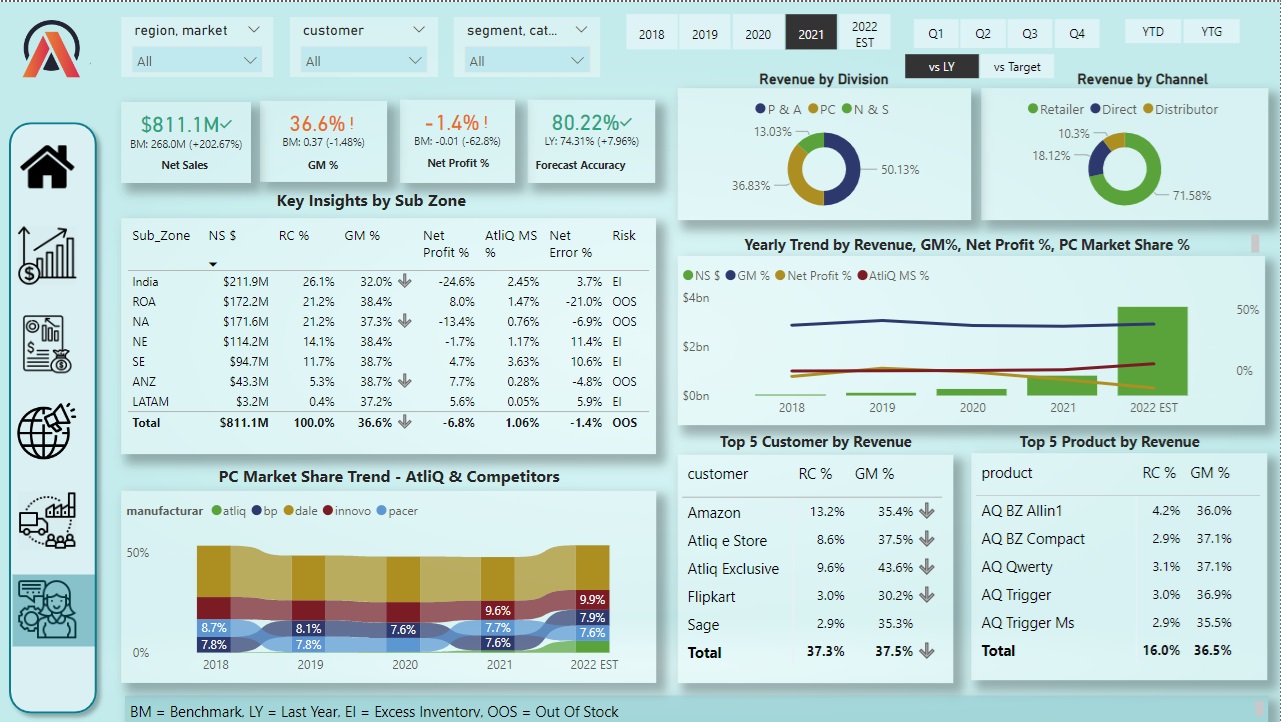 region, market
customer
segment, cat...
All
All
All
2018 2019 2020 2021 2022 EST
Q1 Q2 Q3 Q4
YTD YTG
vs LY vs Target
$811.1M
BM: 268.0M (+202.67%)
Net Sales
36.6% !
BM: 0.37 (-1.48%)
GM %
-1.4% !
BM: -0.01 (-62.8%)
Net Profit %
80.22%
LY: 74.31% (+7.96%)
Forecast Accuracy
Revenue by Division
P & A PC N & S
13.03%
50.13%
36.83%
Revenue by Channel
Retailer Direct Distributor
10.3%
18.12%
71.58%
Key Insights by Sub Zone
Sub_Zone NS $ RC % GM % Net Profit % AtliQ MS % Net Error % Risk
India $211.9M 26.1% 32.0% -24.6% 2.45% 3.7% EI
ROA $172.2M 21.2% 38.4% 8.0% 1.47% -21.0% OOS
NA $171.6M 21.2% 37.3% -13.4% 0.76% -6.9% OOS
NE $114.2M 14.1% 38.4% -1.7% 1.17% 11.4% EI
SE $94.7M 11.7% 38.7% 4.7% 3.63% 10.6% EI
ANZ $43.3M 5.3% 38.7% 7.7% 0.28% -4.8% OOS
LATAM $3.2M 0.4% 37.2% 5.6% 0.05% 5.9% EI
Total $811.1M 100.0% 36.6% -6.8% 1.06% -1.4% OOS
Yearly Trend by Revenue, GM%, Net Profit %, PC Market Share %
NS $ GM % Net Profit % AtliQ MS %
$4bn
50%
$2bn
0%
$0bn
2018 2019 2020 2021 2022 EST
PC Market Share Trend - AtliQ & Competitors
manufacturar atliq bp dale innovo pacer
50%
9.9%
9.6%
7.9%
8.7% 8.1% 7.6% 7.7% 7.6%
7.8% 7.8% 7.6%
0%
2018 2019 2020 2021 2022 EST
Top 5 Customer by Revenue
customer RC % GM %
Amazon 13.2% 35.4%
Atliq e Store 8.6% 37.5%
Atliq Exclusive 9.6% 43.6%
Flipkart 3.0% 30.2%
Sage 2.9% 35.3%
Total 37.3% 37.5%
Top 5 Product by Revenue
product RC % GM %
AQ BZ Allin1 4.2% 36.0%
AQ BZ Compact 2.9% 37.1%
AQ Qwerty 3.1% 37.1%
AQ Trigger 3.0% 36.9%
AQ Trigger Ms 2.9% 35.5%
Total 16.0% 36.5%
BM = Benchmark, LY = Last Year, EI = Excess Inventory, OOS = Out Of Stock